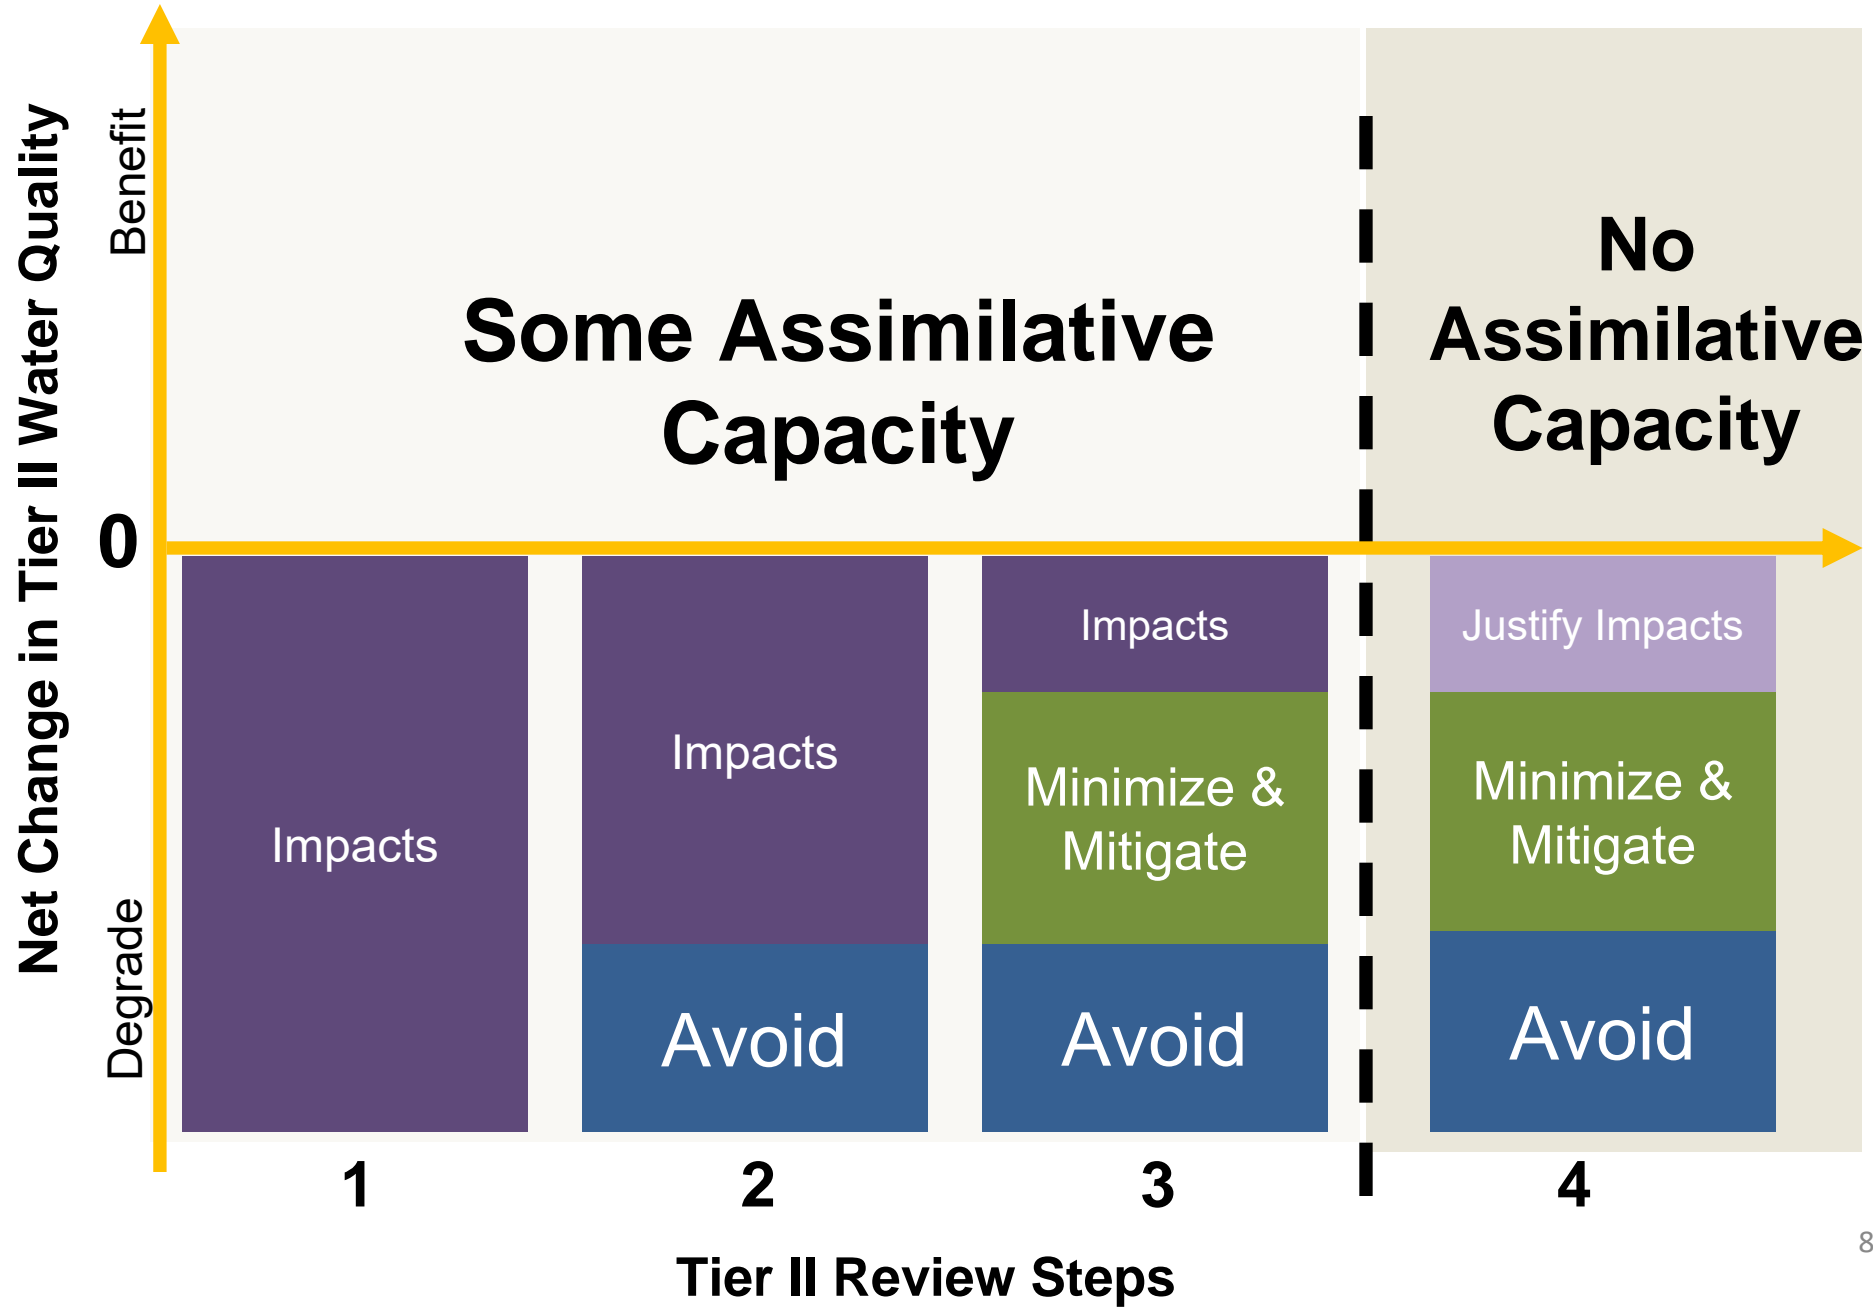 Net Change in Tier II Water Quality
Benefit
Degrade
0
Some Assimilative
Capacity
No
Assimilative
Capacity
Impacts
Impacts
Avoid
Impacts
Minimize &
Mitigate
Avoid
Justify Impacts
Minimize &
Mitigate
Avoid
1
2
3
4
Tier II Review Steps
8